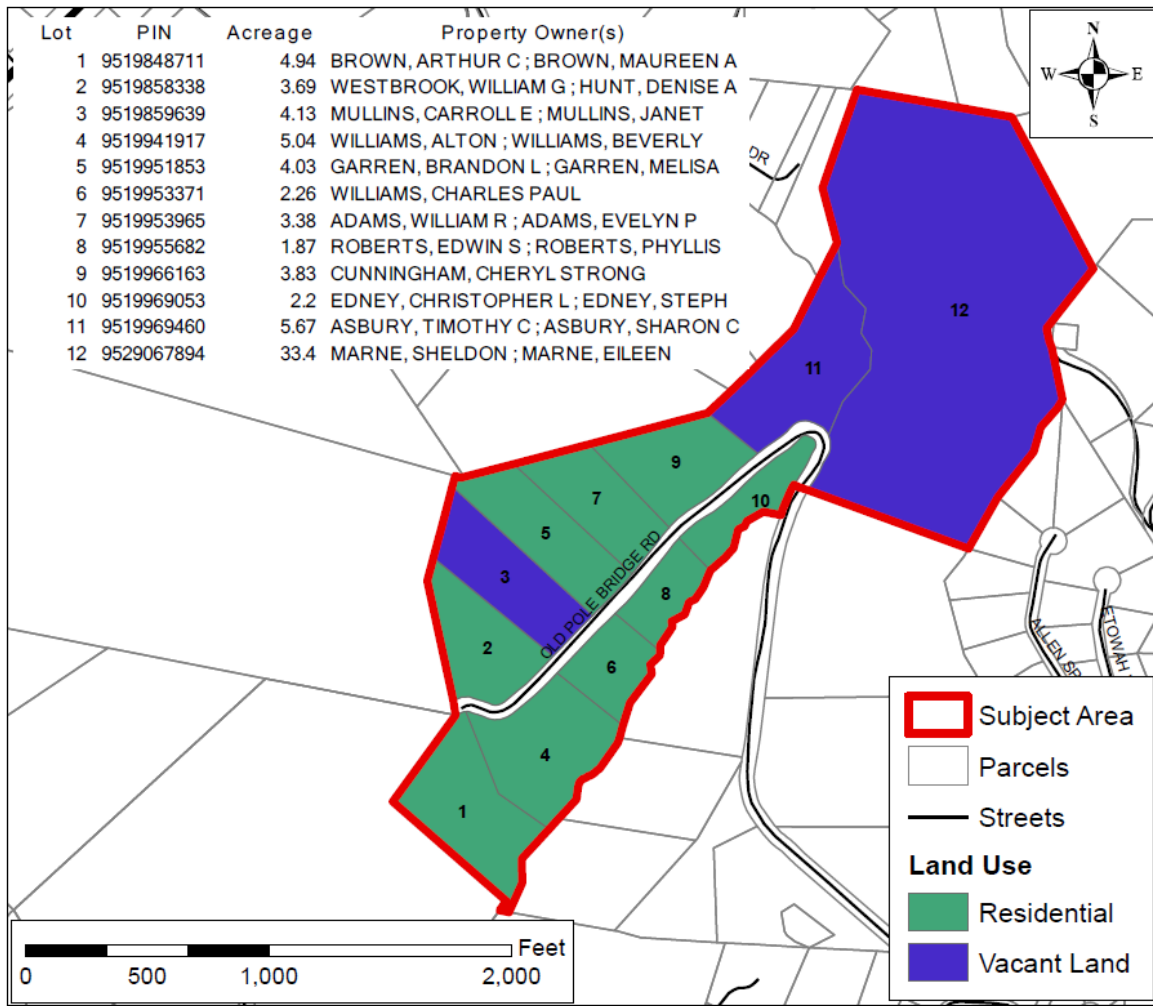 Lot PIN Acreage Property Owner(s)
1 9519848711 4.94 BROWN, ARTHUR C ; BROWN, MAUREEN A
2 9519858338 3.69 WESTBROOK, WILLIAM G ; HUNT, DENISE A
3 9519859639 4.13 MULLINS, CARROLL E ; MULLINS, JANET
4 9519941917 5.04 WILLIAMS, ALTON ; WILLIAMS, BEVERLY
5 9519951853 4.03 GARREN, BRANDON L ; GARREN, MELISA
6 9519953371 2.26 WILLIAMS, CHARLES PAUL
7 9519953965 3.38 ADAMS, WILLIAM R ; ADAMS, EVELYN P
8 9519955682 1.87 ROBERTS, EDWIN S ; ROBERTS, PHYLLIS
9 9519966163 3.83 CUNNINGHAM, CHERYL STRONG
10 9519969053 2.2 EDNEY, CHRISTOPHER L ; EDNEY, STEPH
11 9519969460 5.67 ASBURY, TIMOTHY C ; ASBURY, SHARON C
12 9529067894 33.4 MARNE, SHELDON ; MARNE, EILEEN
N
W E
S
DR
12
11
9
7
10
5
3
8
2
6
4
1
OLD POLE BRIDGE RD
ALLEN SP
ETOWAH
Subject Area
Parcels
Streets
Land Use
Residential
Vacant Land
Feet
0 500 1,000 2,000